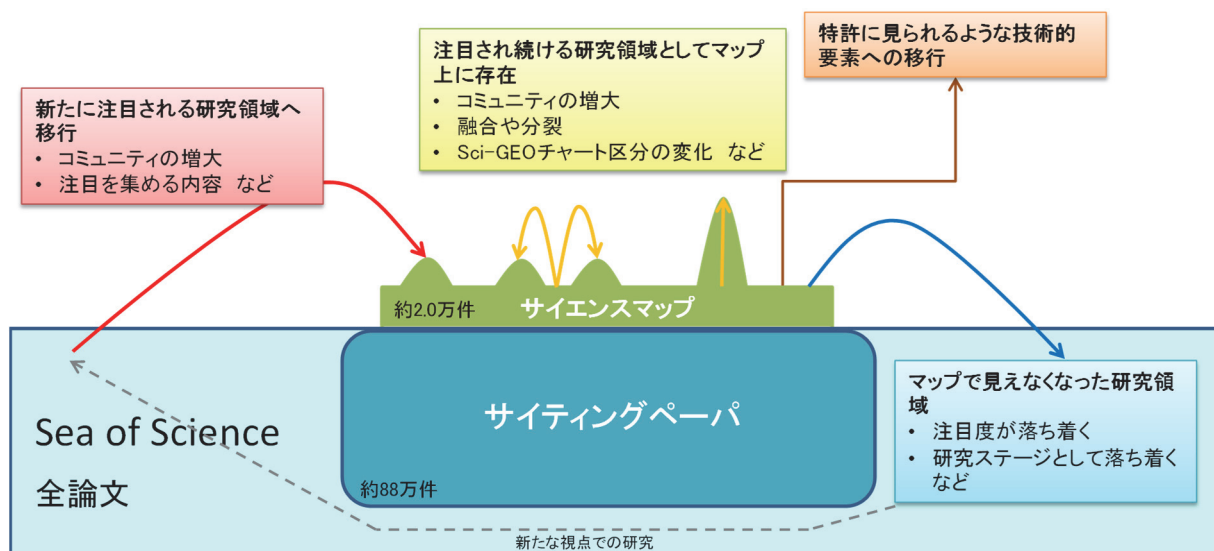 新たに注目される研究領域へ
移行
• コミュニティの増大
• 注目を集める内容 など
注目され続ける研究領域としてマップ
上に存在
• コミュニティの増大
• 融合や分裂
• Sci-GEOチャート区分の変化 など
特許に見られるような技術的
要素への移行
約2.0万件
サイエンスマップ
サイティングペーパ
約88万件
Sea of Science
全論文
マップで見えなくなった研究領
域
• 注目度が落ち着く
• 研究ステージとして落ち着く
など
新たな視点での研究